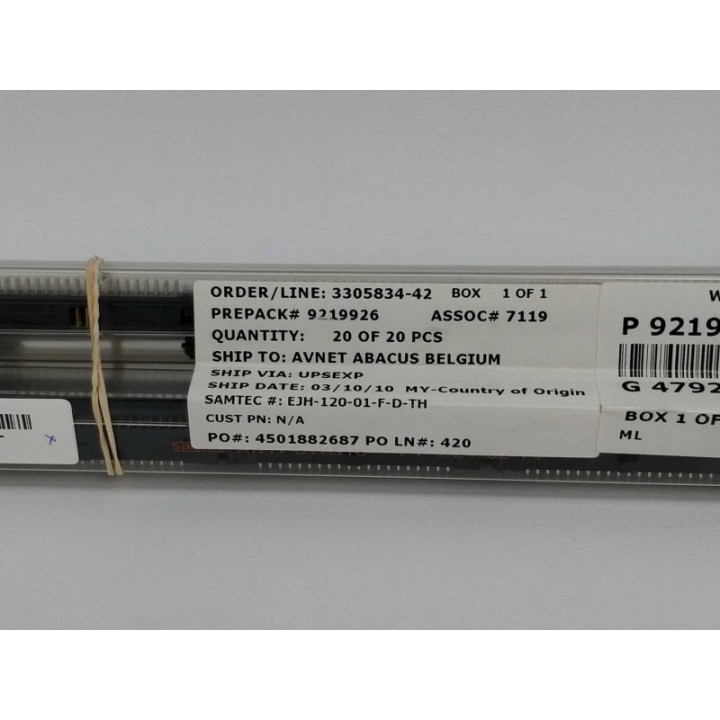 ORDER/LINE: 3305834-42 BOX 1 OF 1
PREPACK# 9219926 ASSOC# 7119
QUANTITY: 20 OF 20 PCS
SHIP TO: AVNET ABACUS BELGIUM
SHIP VIA: UPSEXP
SHIP DATE: 03/10/10 MY-Country of Origin
SAMTEC #: EJH-120-01-F-D-TH
CUST PN: N/A
PO#: 4501882687 PO LN#: 420
W
P 9219
G 4792
BOX 1 OF
ML